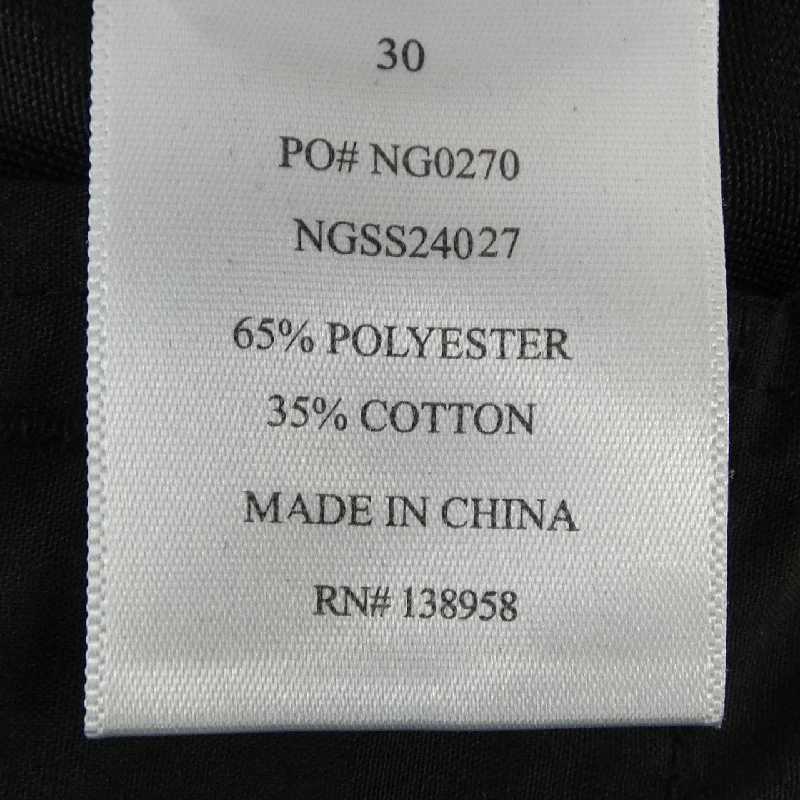 30
PO# NG0270
NGSS24027
65% POLYESTER
35% COTTON
MADE IN CHINA
RN# 138958